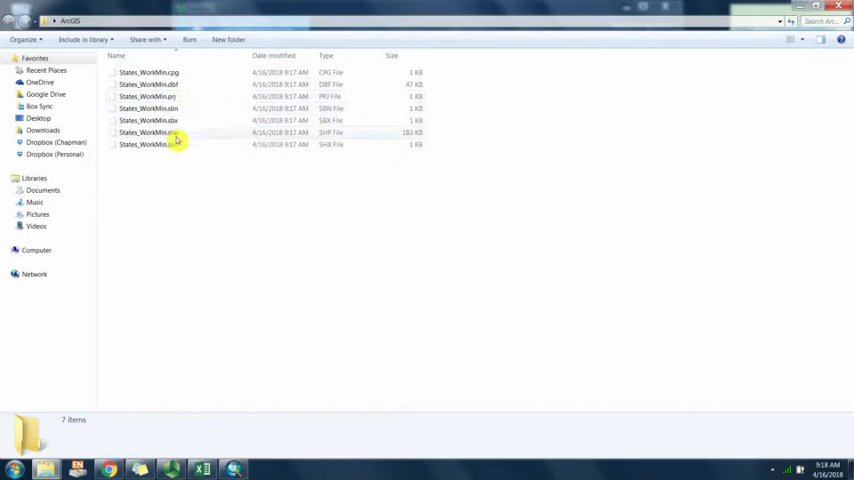 ArcGIS
Search Arc...
Organize Include in library Share with Burn New folder
Name Date modified Type Size
States_WorkMin.cpg 4/16/2018 9:17 AM CPG File 1 KB
States_WorkMin.dbf 4/16/2018 9:17 AM DBF File 47 KB
States_WorkMin.prj 4/16/2018 9:17 AM PRJ File 1 KB
States_WorkMin.sbn 4/16/2018 9:17 AM SBN File 1 KB
States_WorkMin.sbx 4/16/2018 9:17 AM SBX File 1 KB
States_WorkMin.shp 4/16/2018 9:17 AM SHP File 183 KB
4/16/2018 9:17 AM SHX File 1 KB
Favorites
Recent Places
OneDrive
Google Drive
Box Sync
Desktop
Downloads
Dropbox (Chapman)
Dropbox (Personal)
Libraries
Documents
Music
Pictures
Videos
Computer
Network
7 items
EN
9:18 AM
4/16/2018